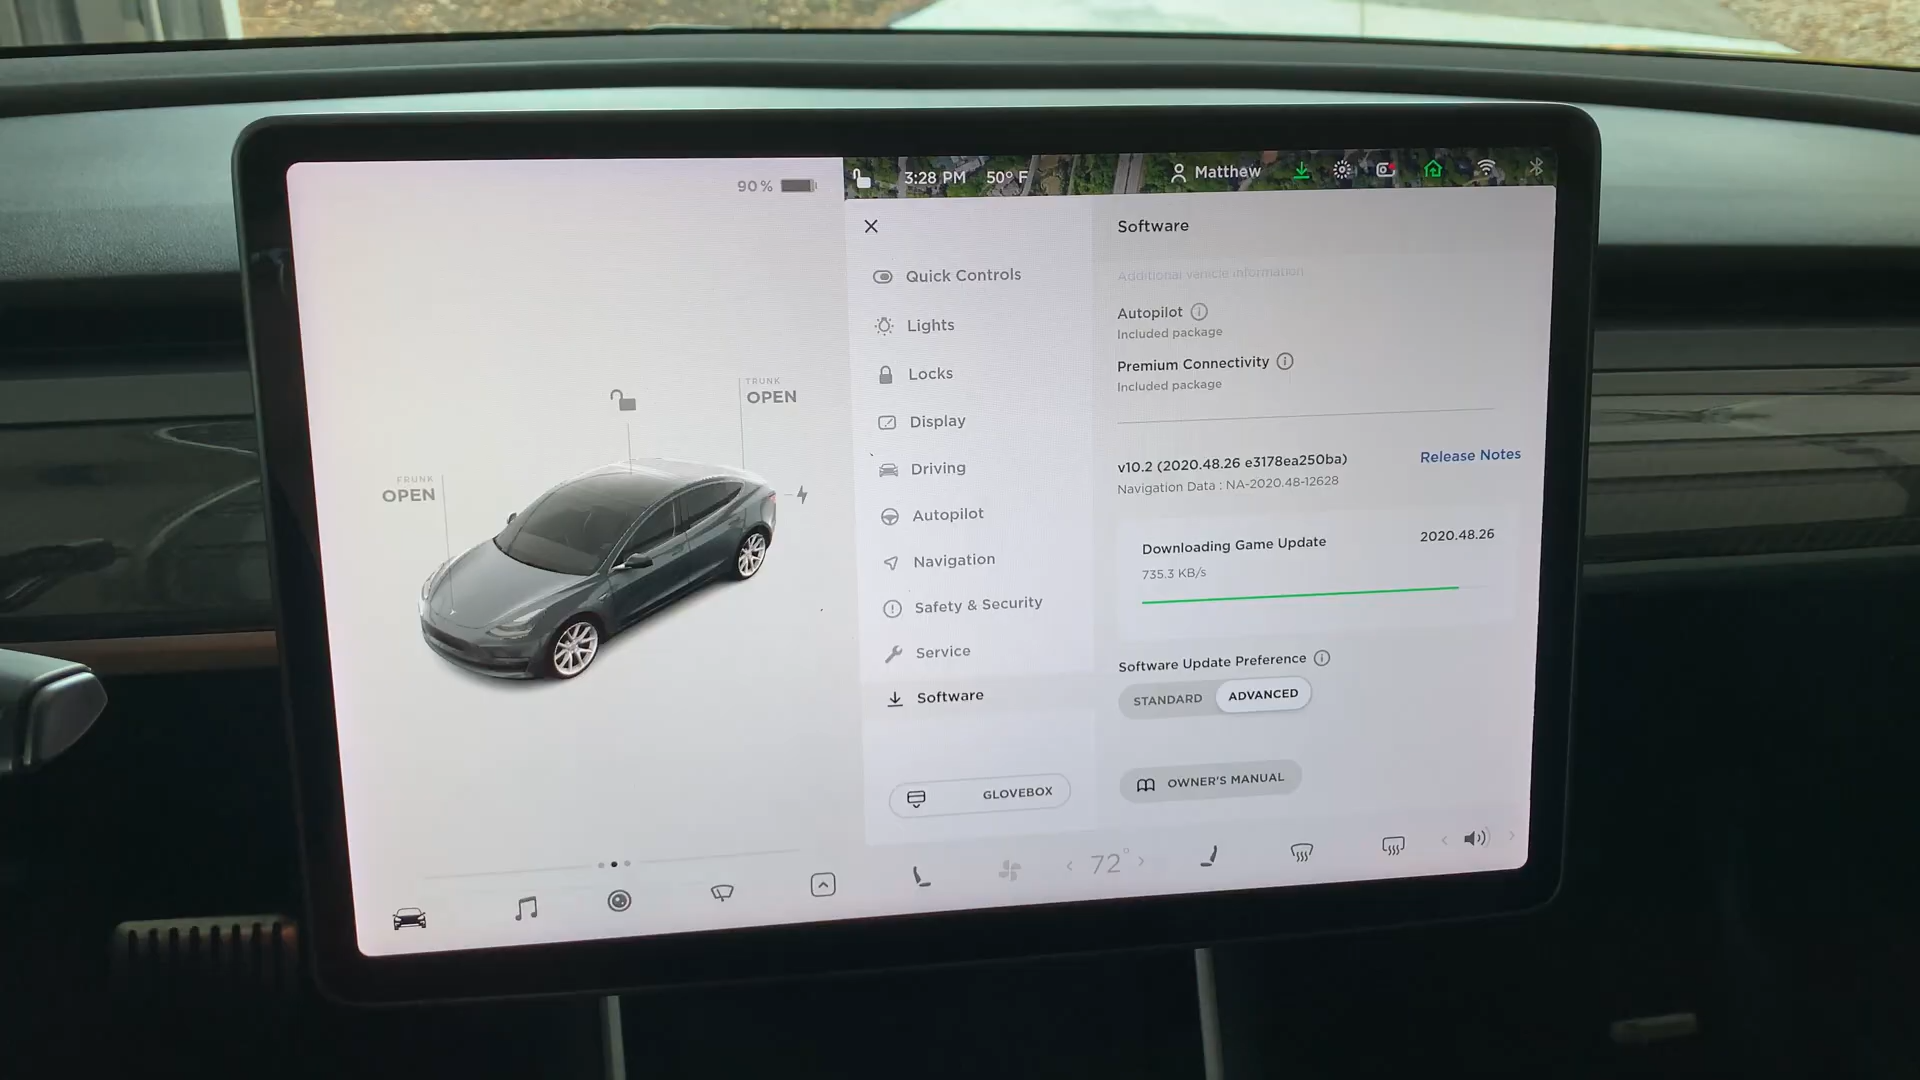 90 %
3:28 PM 50° F
Matthew
Software
Quick Controls
Lights
Locks
Display
Driving
Autopilot
Navigation
Safety & Security
Service
Software
GLOVEBOX
Additional vehicle information
Autopilot
Included package
Premium Connectivity
Included package
v10.2 (2020.48.26 e3178ea250ba)
Release Notes
Navigation Data : NA-2020.48-12628
Downloading Game Update
2020.48.26
735.3 KB/s
Software Update Preference
STANDARD
ADVANCED
OWNER'S MANUAL
TRUNK
OPEN
FRUNK
OPEN
72°